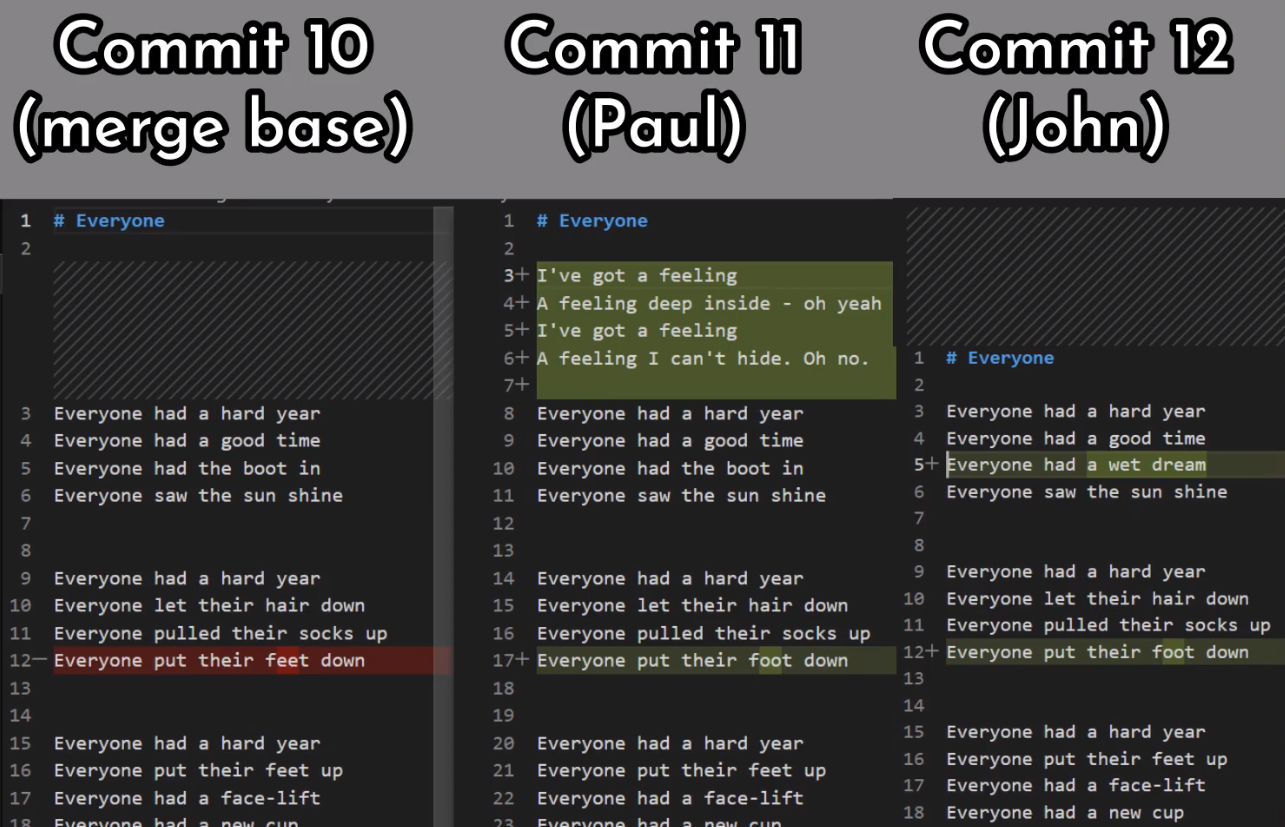 Commit 10
(merge base)
Commit 11
(Paul)
Commit 12
(John)
1 # Everyone
2
3 Everyone had a hard year
4 Everyone had a good time
5 Everyone had the boot in
6 Everyone saw the sun shine
7
8
9 Everyone had a hard year
10 Everyone let their hair down
11 Everyone pulled their socks up
12— Everyone put their feet down
13
14
15 Everyone had a hard year
16 Everyone put their feet up
17 Everyone had a face-lift
18 Everyone had a new cup
1 # Everyone
2
3+ I've got a feeling
4+ A feeling deep inside - oh yeah
5+ I've got a feeling
6+ A feeling I can't hide. Oh no.
7+
8 Everyone had a hard year
9 Everyone had a good time
10 Everyone had the boot in
11 Everyone saw the sun shine
12
13
14 Everyone had a hard year
15 Everyone let their hair down
16 Everyone pulled their socks up
17+ Everyone put their foot down
18
19
20 Everyone had a hard year
21 Everyone put their feet up
22 Everyone had a face-lift
23 Everyone had a new cup
1 # Everyone
2
3 Everyone had a hard year
4 Everyone had a good time
5+ Everyone had a wet dream
6 Everyone saw the sun shine
7
8
9 Everyone had a hard year
10 Everyone let their hair down
11 Everyone pulled their socks up
12+ Everyone put their foot down
13
14
15 Everyone had a hard year
16 Everyone put their feet up
17 Everyone had a face-lift
18 Everyone had a new cup